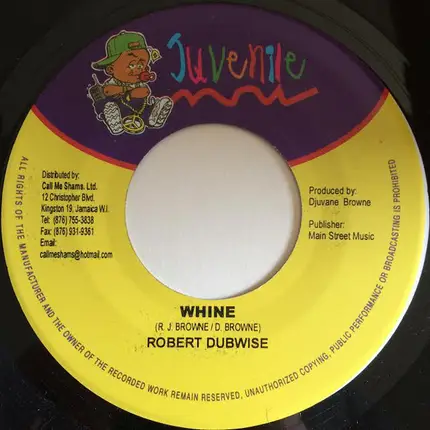 Juvenile
Distributed by:
Call Me Shams. Ltd.
12 Christopher Blvd.
Kingston 19, Jamaica W.I.
Tel: (876) 755-3838
Fax: (876) 931-9361
Email:
callmeshams@hotmail.com
Produced by:
Djuvane Browne
Publisher:
Main Street Music
WHINE
(R. J. BROWNE / D. BROWNE)
ROBERT DUBWISE
ALL RIGHTS OF THE MANUFACTURER AND THE OWNER OF THE RECORDED WORK REMAIN RESERVED, UNAUTHORIZED COPYING, PUBLIC PERFORMANCE OR BROADCASTING IS PROHIBITED